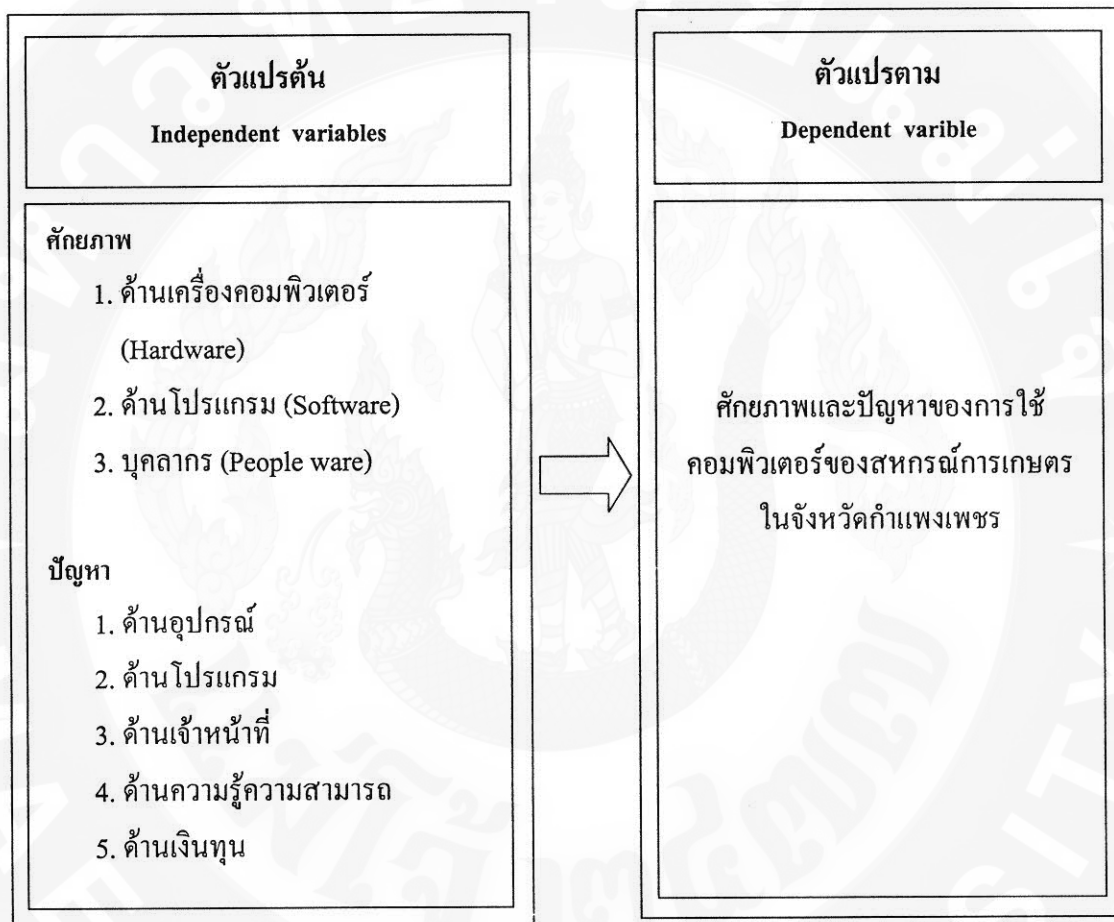 ตัวแปรต้น
Independent variables
ศักยภาพ
1. ด้านเครื่องคอมพิวเตอร์
(Hardware)
2. ด้านโปรแกรม (Software)
3. บุคลากร (People ware)
ปัญหา
1. ด้านอุปกรณ์
2. ด้านโปรแกรม
3. ด้านเจ้าหน้าที่
4. ด้านความรู้ความสามารถ
5. ด้านเงินทุน
ตัวแปรตาม
Dependent varible
ศักยภาพและปัญหาของการใช้
คอมพิวเตอร์ของสหกรณ์การเกษตร
ในจังหวัดกำแพงเพชร